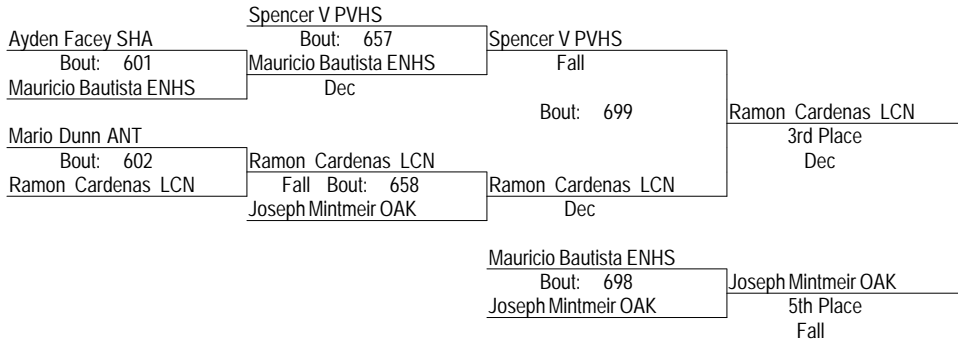 Spencer V PVHS
Ayden Facey SHA
Bout: 657
Spencer V PVHS
Bout: 601
Mauricio Bautista ENHS
Fall
Mauricio Bautista ENHS
Dec
Bout: 699
Ramon Cardenas LCN
Mario Dunn ANT
3rd Place
Bout: 602
Ramon Cardenas LCN
Dec
Ramon Cardenas LCN
Fall Bout: 658
Ramon Cardenas LCN
Joseph Mintmeir OAK
Dec
Mauricio Bautista ENHS
Bout: 698
Joseph Mintmeir OAK
Joseph Mintmeir OAK
5th Place
Fall